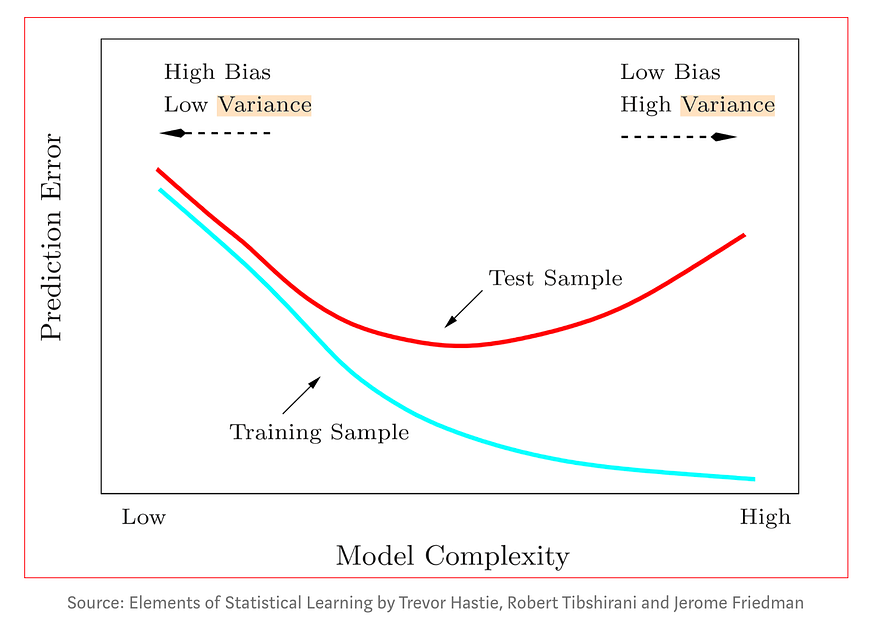 High Bias
Low Variance
Low Bias
High Variance
Prediction Error
Test Sample
Training Sample
Low
High
Model Complexity
Source: Elements of Statistical Learning by Trevor Hastie, Robert Tibshirani and Jerome Friedman